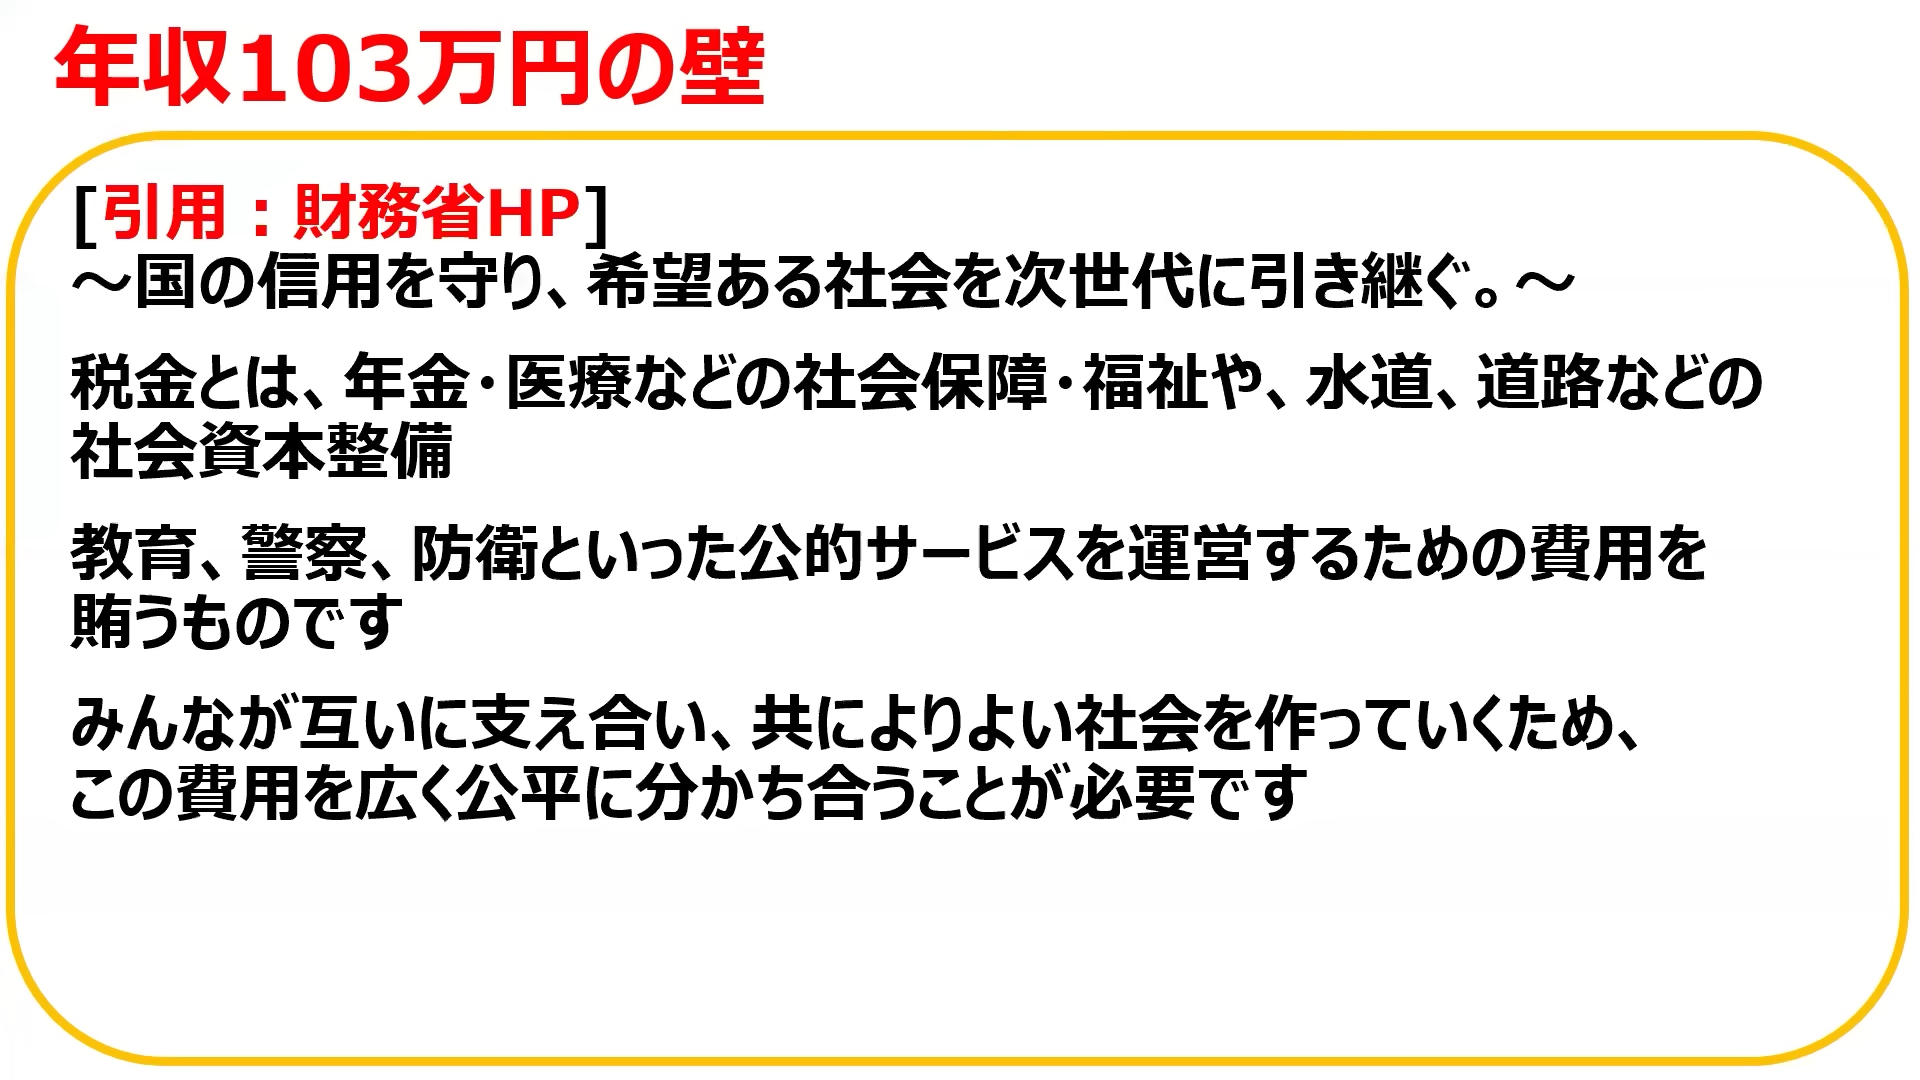 年収103万円の壁
[引用：財務省HP]
～国の信用を守り、希望ある社会を次世代に引き継ぐ。～
税金とは、年金・医療などの社会保障・福祉や、水道、道路などの
社会資本整備
教育、警察、防衛といった公的サービスを運営するための費用を
賄うものです
みんなが互いに支え合い、共によりよい社会を作っていくため、
この費用を広く公平に分かち合うことが必要です